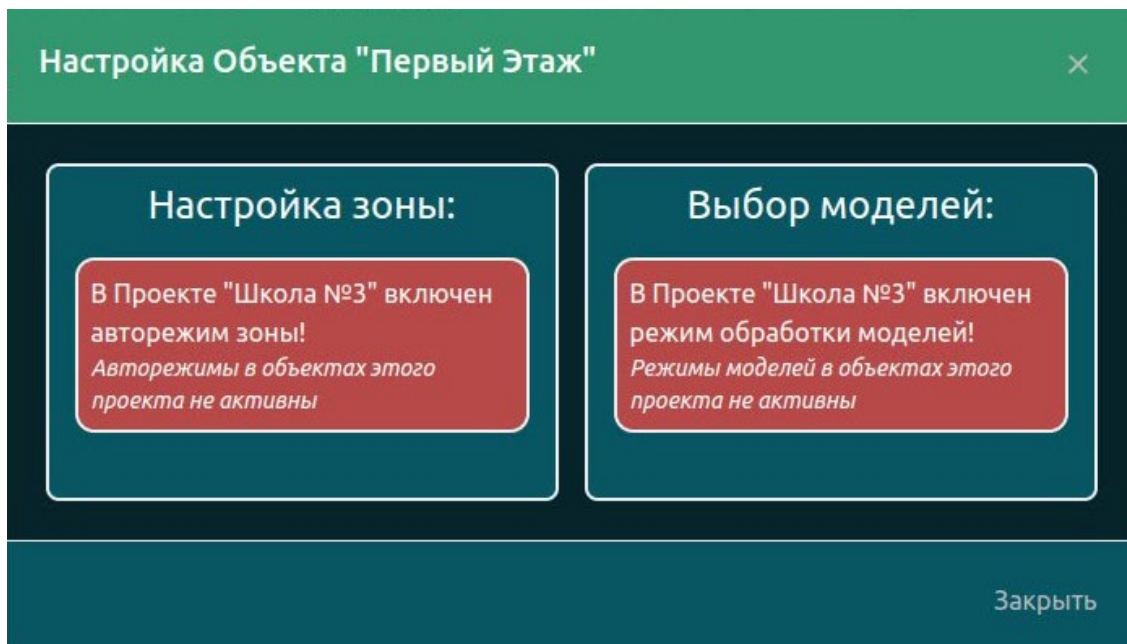 Настройка Объекта "Первый Этаж"
×
Настройка зоны:
В Проекте "Школа №3" включен
авторежим зоны!
Авторежимы в объектах этого
проекта не активны
Выбор моделей:
В Проекте "Школа №3" включен
режим обработки моделей!
Режимы моделей в объектах этого
проекта не активны
Закрыть